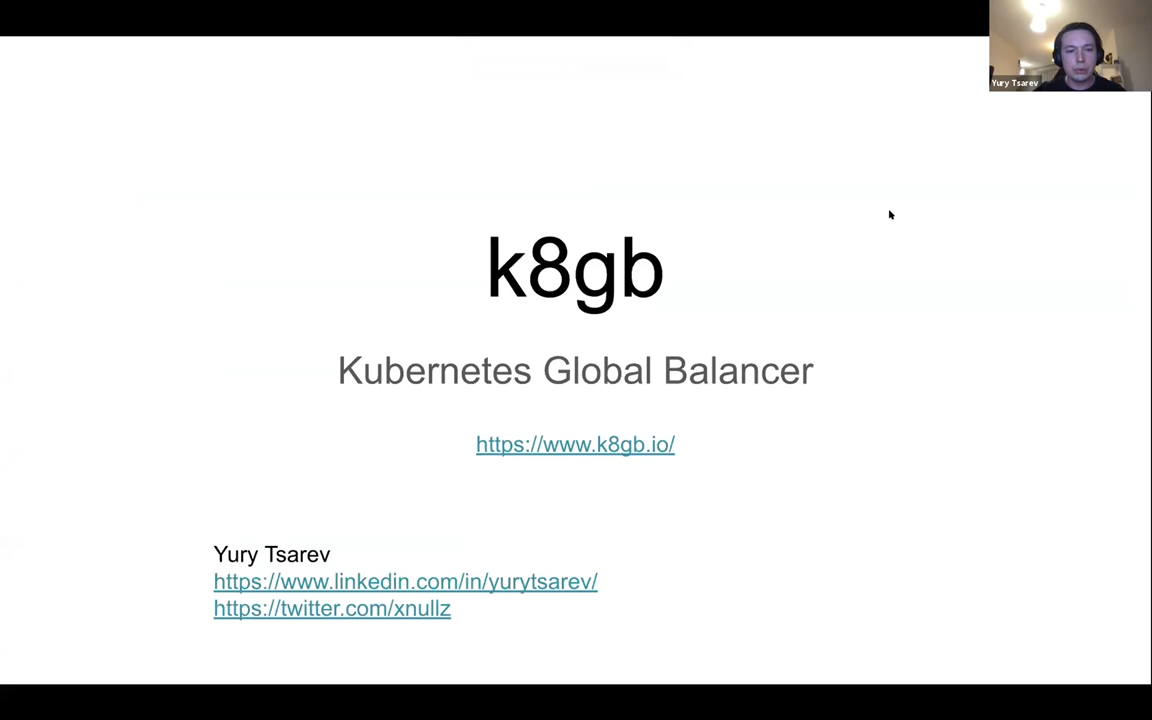 Yury Tsarev
k8gb
Kubernetes Global Balancer
https://www.k8gb.io/
Yury Tsarev
https://www.linkedin.com/in/yurytsarev/
https://twitter.com/xnullz